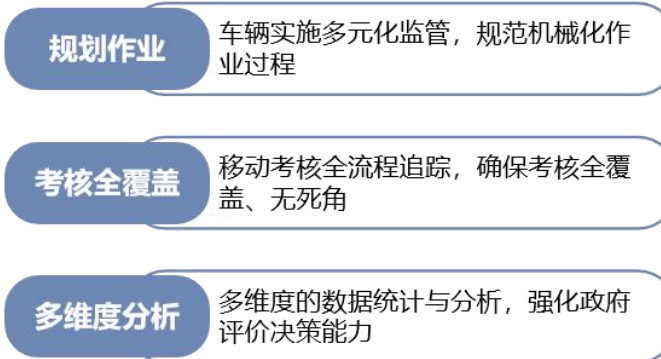 规划作业
车辆实施多元化监管，规范机械化作
业过程
考核全覆盖
移动考核全流程追踪，确保考核全覆
盖、无死角
多维度分析
多维度的数据统计与分析，强化政府
评价决策能力